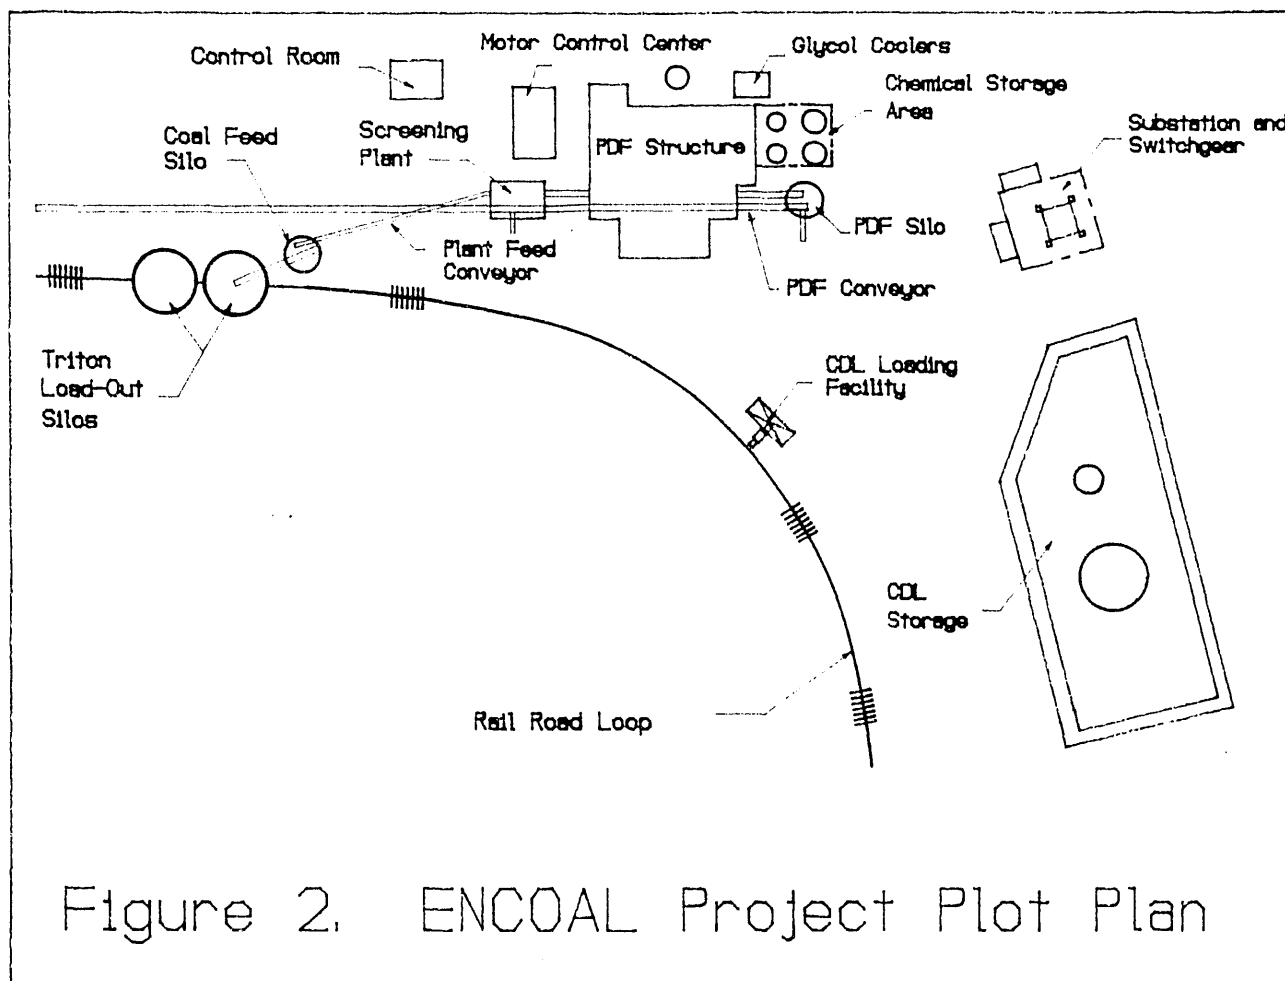 Motor Control Center
Glycol Coolers
Control Room
Chemical Storage
Area
Coal Feed
Silo
Screening
Plant
PDF Structure
Substation and
Switchgear
PDF Silo
Plant Feed
Conveyor
PDF Conveyor
Triton
Load-Out
Silos
CDL Loading
Facility
CDL
Storage
Rail Road Loop
Figure 2. ENCOAL Project Plot Plan